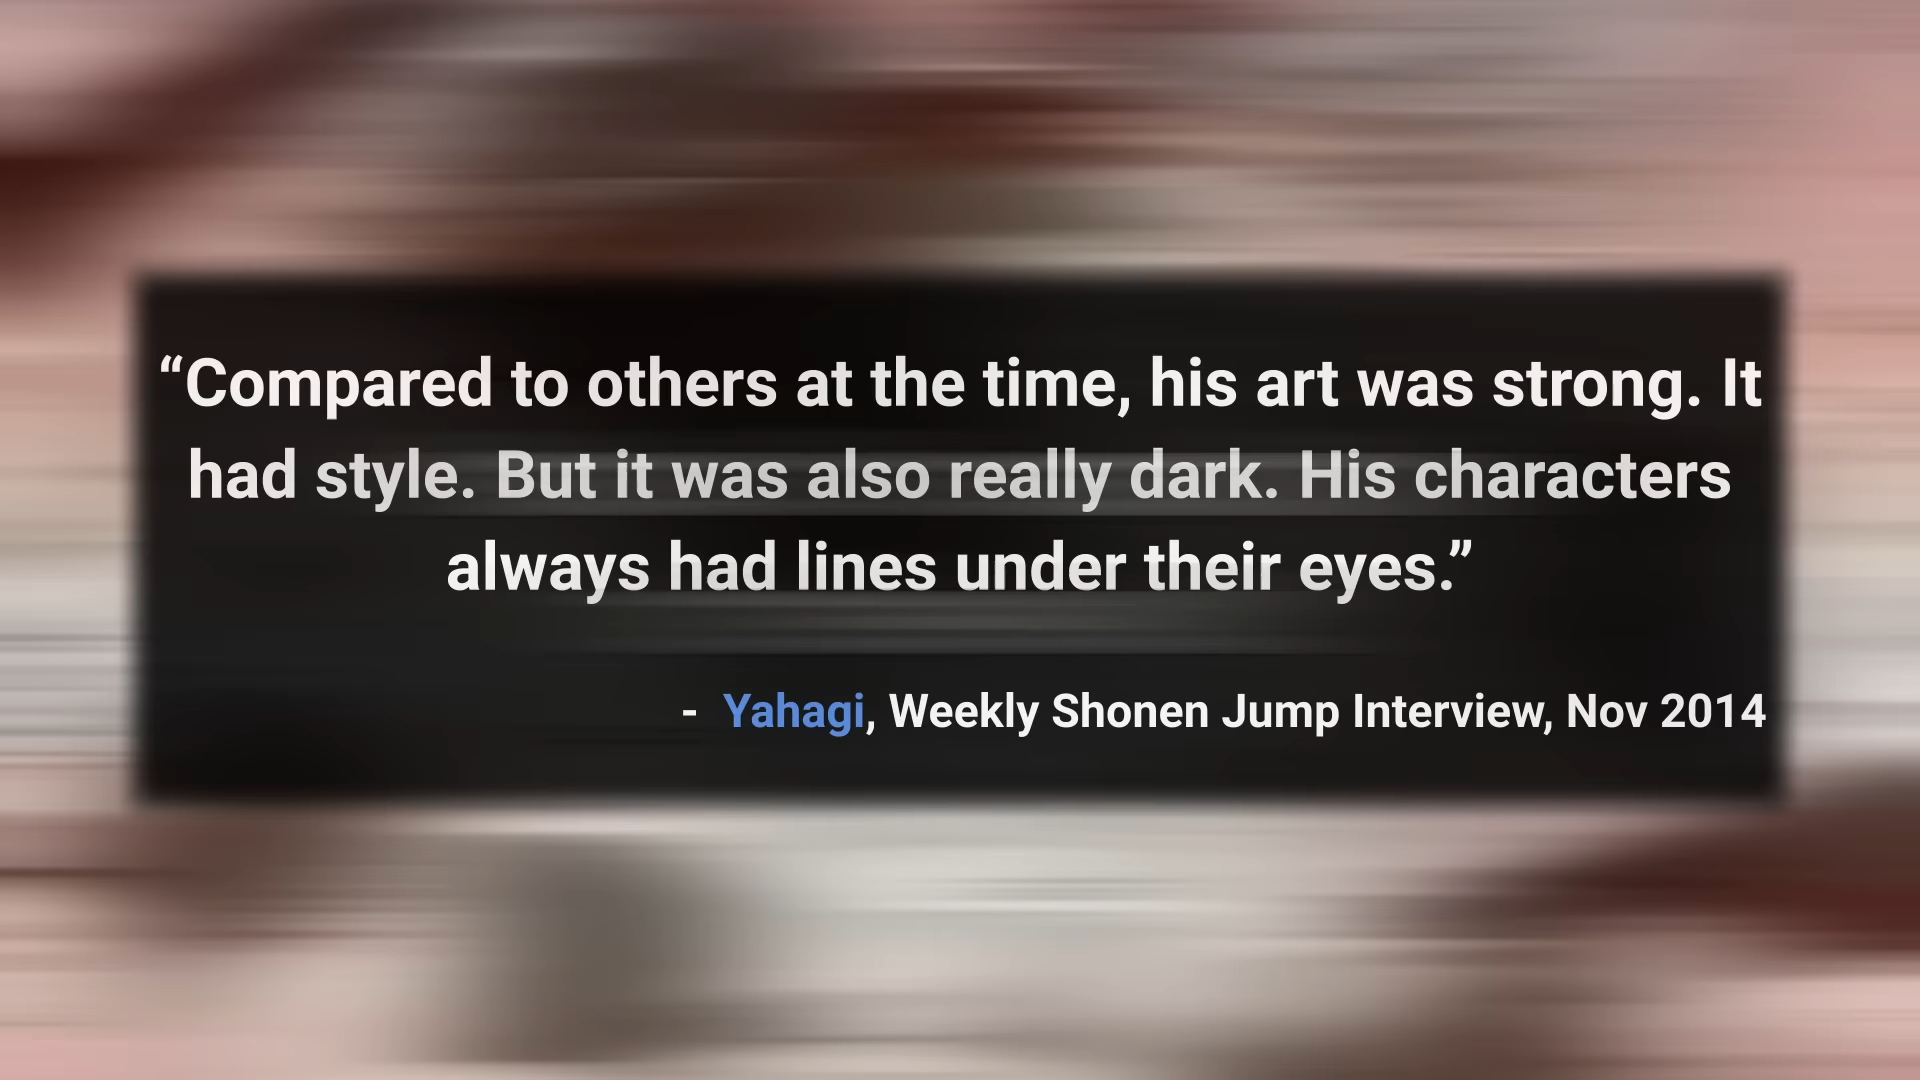 “Compared to others at the time, his art was strong. It
had style. But it was also really dark. His characters
always had lines under their eyes.”
- Yahagi, Weekly Shonen Jump Interview, Nov 2014